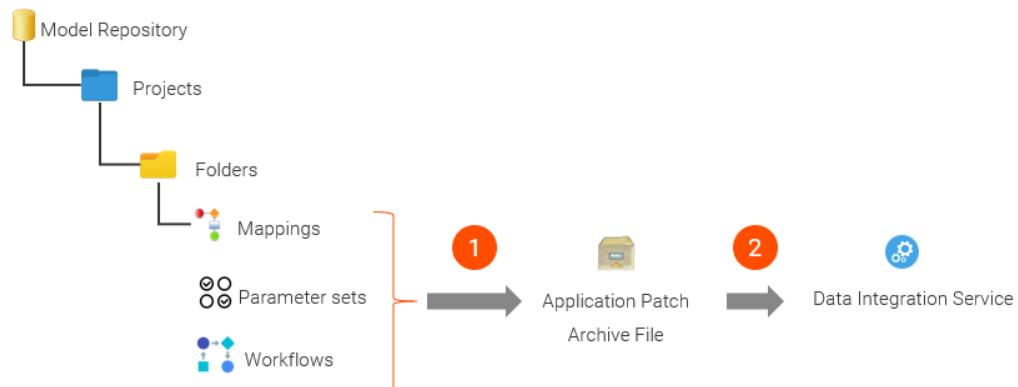 Model Repository
Projects
Folders
Mappings
Parameter sets
Workflows
1
Application Patch
Archive File
2
Data Integration Service